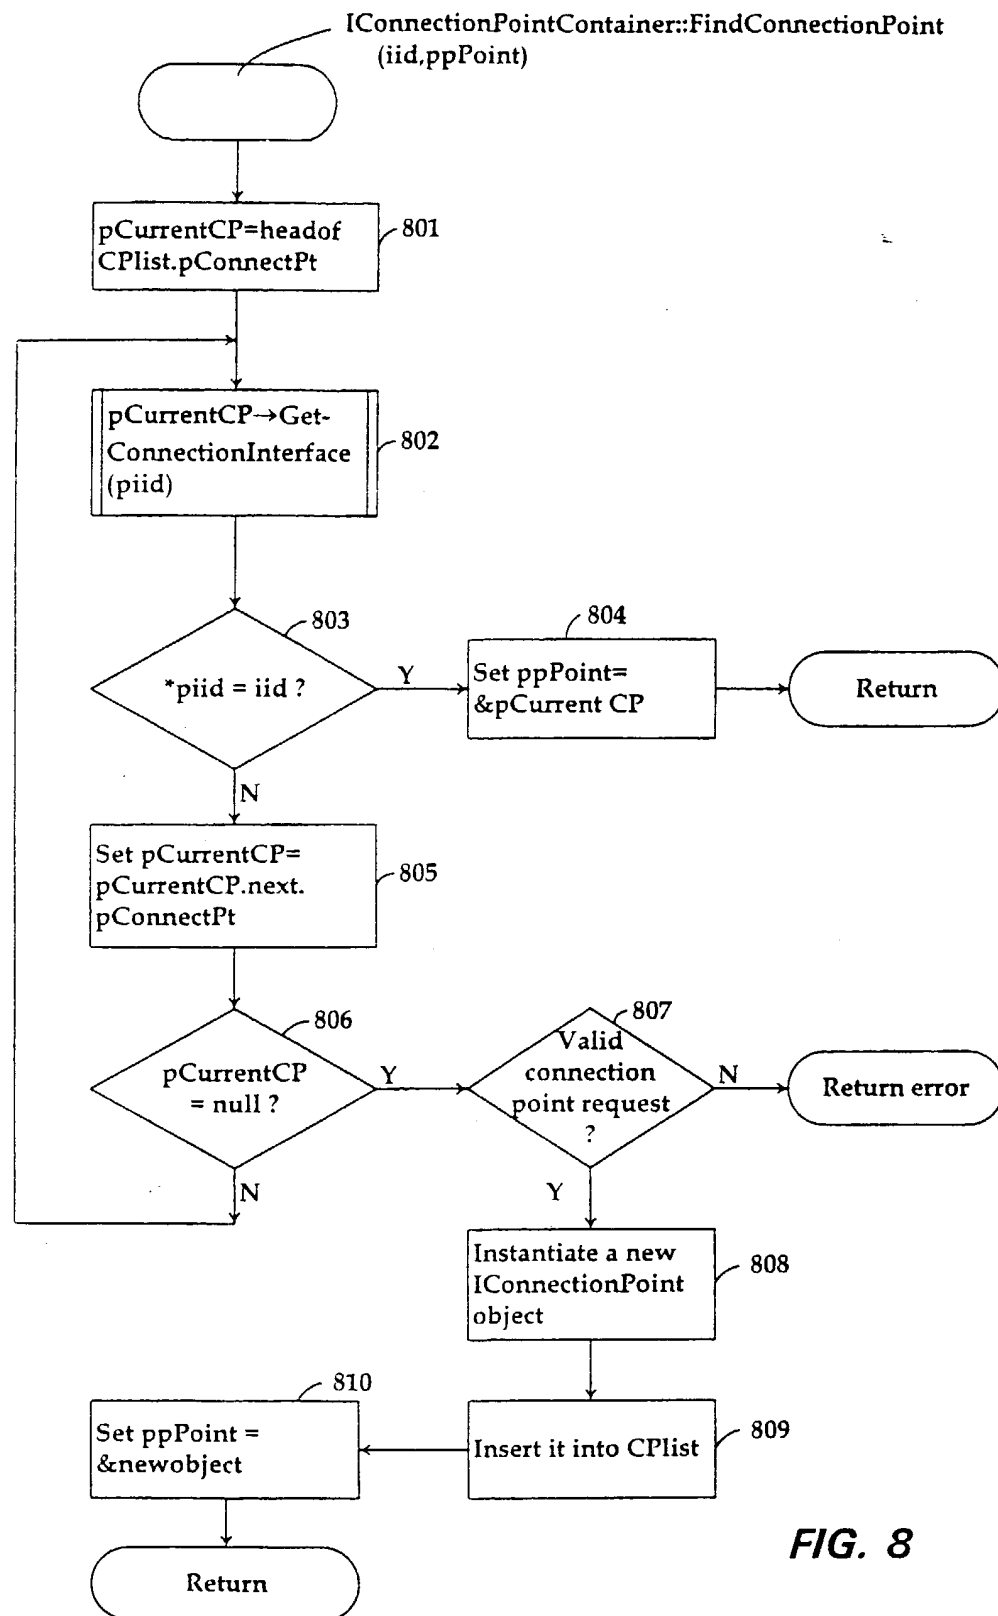 IConnectionPointContainer::FindConnectionPoint
(iid,ppPoint)
pCurrentCP=headof
CPlist.pConnectPt
801
pCurrentCP→Get-
ConnectionInterface
(piid)
802
803
*piid = iid ?
Y
804
Set ppPoint=
&pCurrent CP
Return
N
Set pCurrentCP=
pCurrentCP.next.
pConnectPt
805
806
pCurrentCP
= null ?
Y
N
807
Valid
connection
point request
?
N
Return error
Y
Instantiate a new
IConnectionPoint
object
808
Insert it into CPlist
809
810
Set ppPoint =
&newobject
Return
FIG. 8